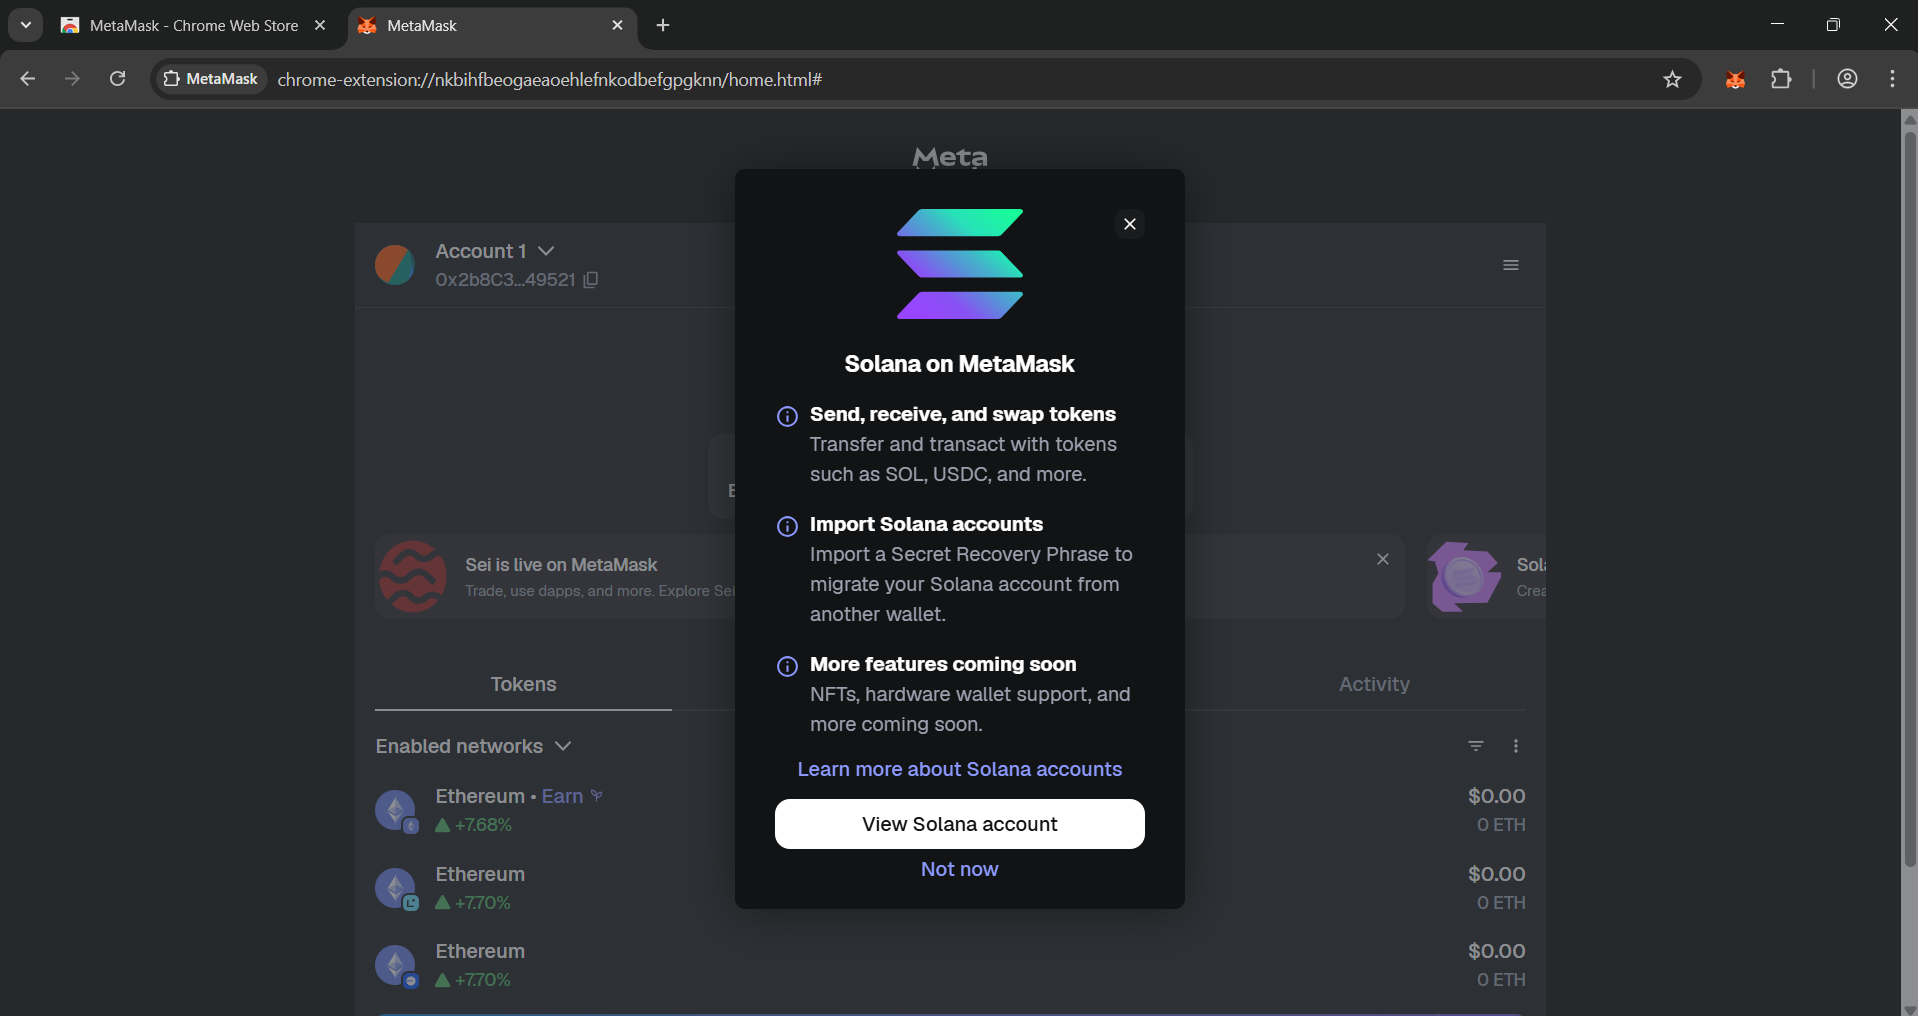 MetaMask - Chrome Web Store
MetaMask
MetaMask
chrome-extension://nkbihfbeogaeaoehlefnkodbefgpgknn/home.html#
Meta
Account 1
0x2b8C3...49521
Solana on MetaMask
Send, receive, and swap tokens
Transfer and transact with tokens
such as SOL, USDC, and more.
Import Solana accounts
Import a Secret Recovery Phrase to
migrate your Solana account from
another wallet.
More features coming soon
NFTs, hardware wallet support, and
more coming soon.
Learn more about Solana accounts
View Solana account
Not now
Sei is live on MetaMask
Trade, use dapps, and more. Explore Sei
Tokens
Activity
Enabled networks
Ethereum • Earn
+7.68%
$0.00
0 ETH
Ethereum
+7.70%
$0.00
0 ETH
Ethereum
+7.70%
$0.00
0 ETH